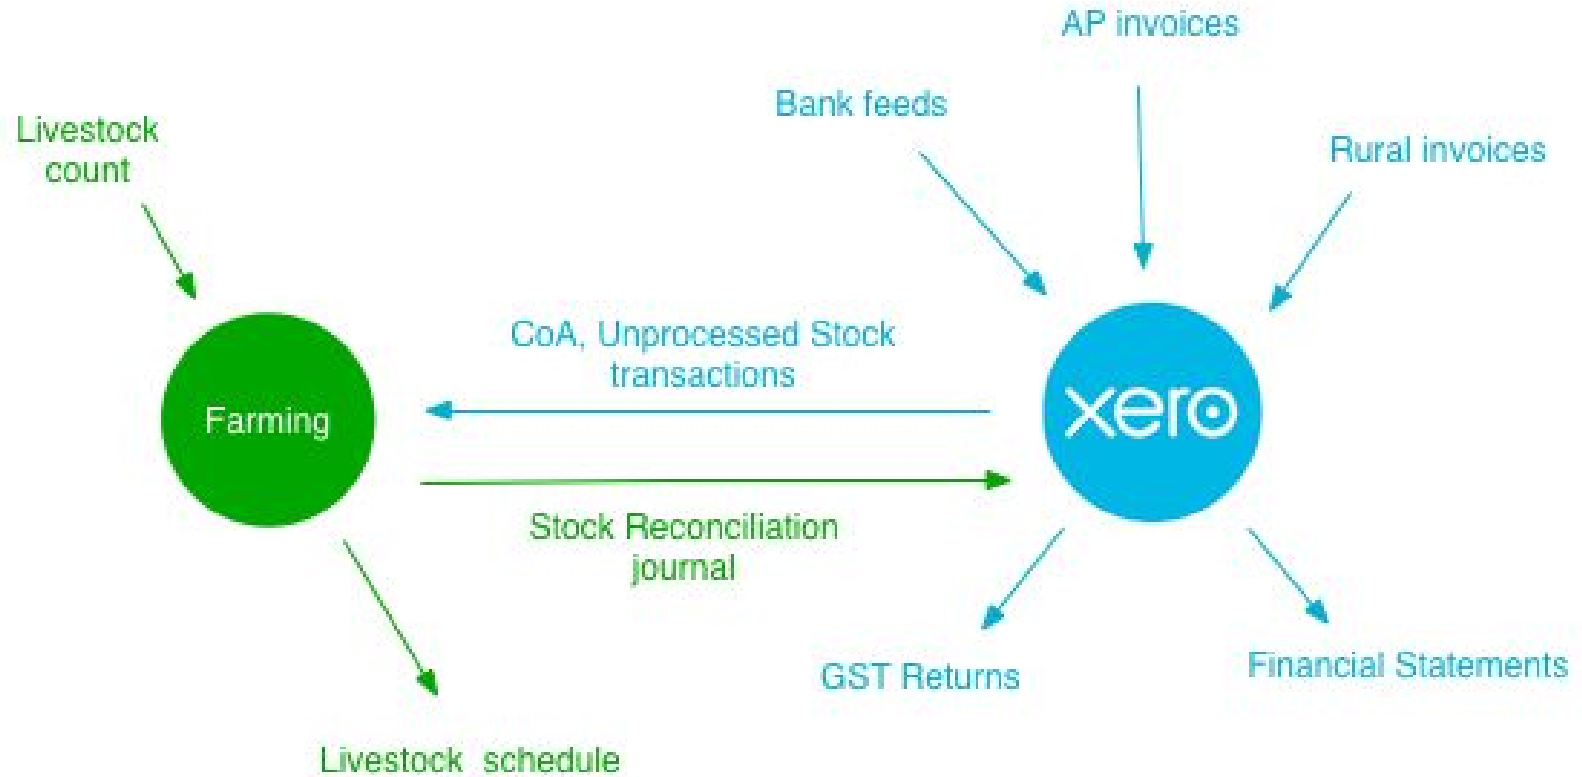 AP invoices
Bank feeds
Livestock
count
Rural invoices
CoA, Unprocessed Stock
transactions
Farming
xero
Stock Reconciliation
journal
GST Returns
Financial Statements
Livestock schedule